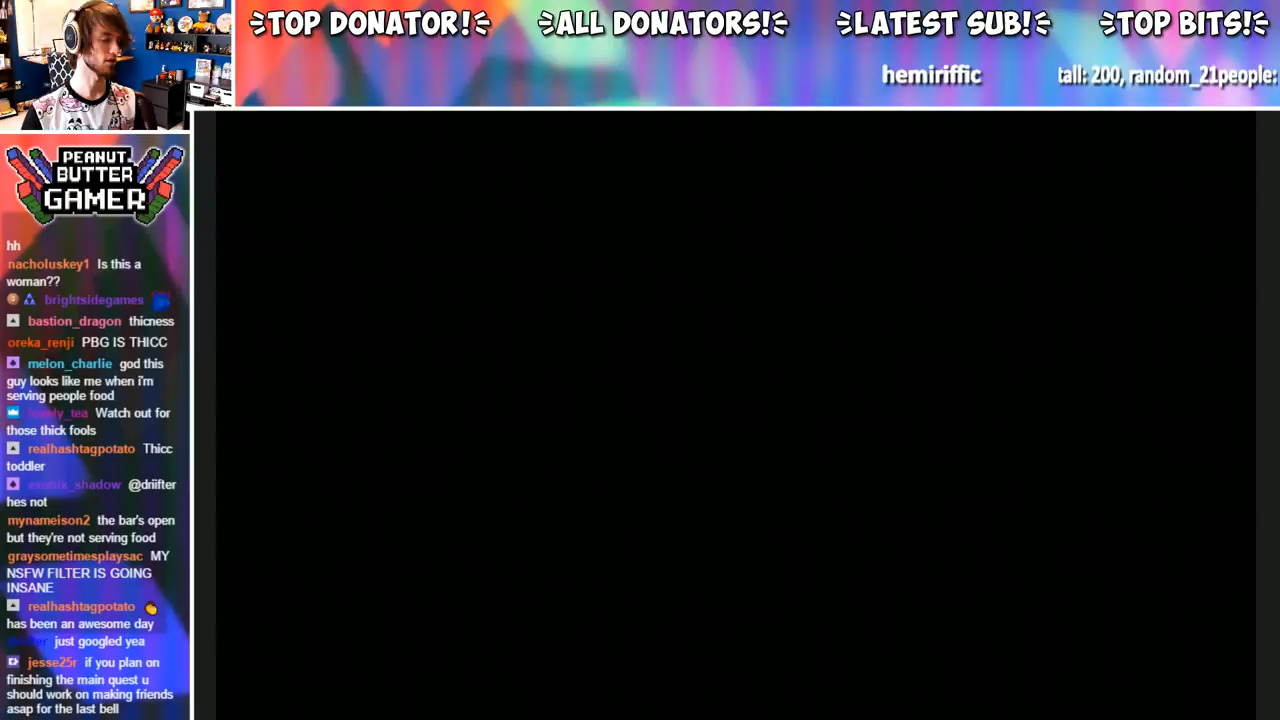 TOP DONATOR!
ALL DONATORS!
LATEST SUB!
TOP BITS!
hemiriffic
tall: 200, random_21people:
PEANUT
BUTTER
GAMER
hh
nacholuskey1 Is this a
woman??
brightsidegames
bastion_dragon thicness
oreka_renji PBG IS THICC
melon_charlie god this
guy looks like me when i'm
serving people food
Watch out for
those thick fools
realhashtagpotato Thicc
toddler
@driifter
hes not
mynameison2 the bar's open
but they're not serving food
graysometimesplaysac MY
NSFW FILTER IS GOING
INSANE
realhashtagpotato
has been an awesome day
just googled yea
jesse25r if you plan on
finishing the main quest u
should work on making friends
asap for the last bell